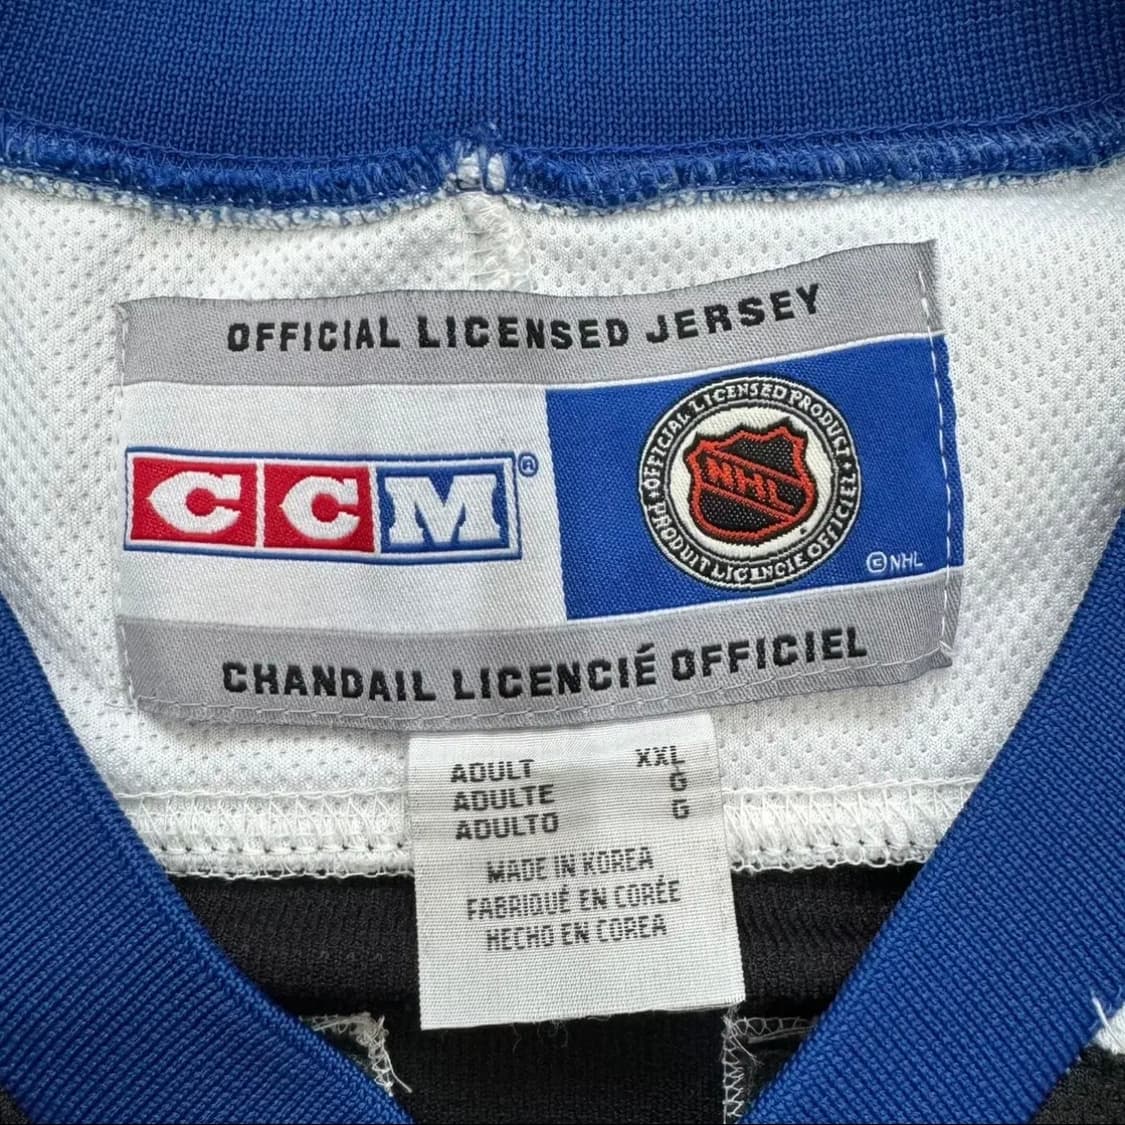 OFFICIAL LICENSED JERSEY
CCM®
OFFICIAL LICENSED PRODUCT
NHL
PRODUIT LICENCIE OFFICIEL
©NHL
CHANDAIL LICENCIÉ OFFICIEL
ADULT XXL
ADULTE G
ADULTO G
MADE IN KOREA
FABRIQUÉ EN CORÉE
HECHO EN COREA